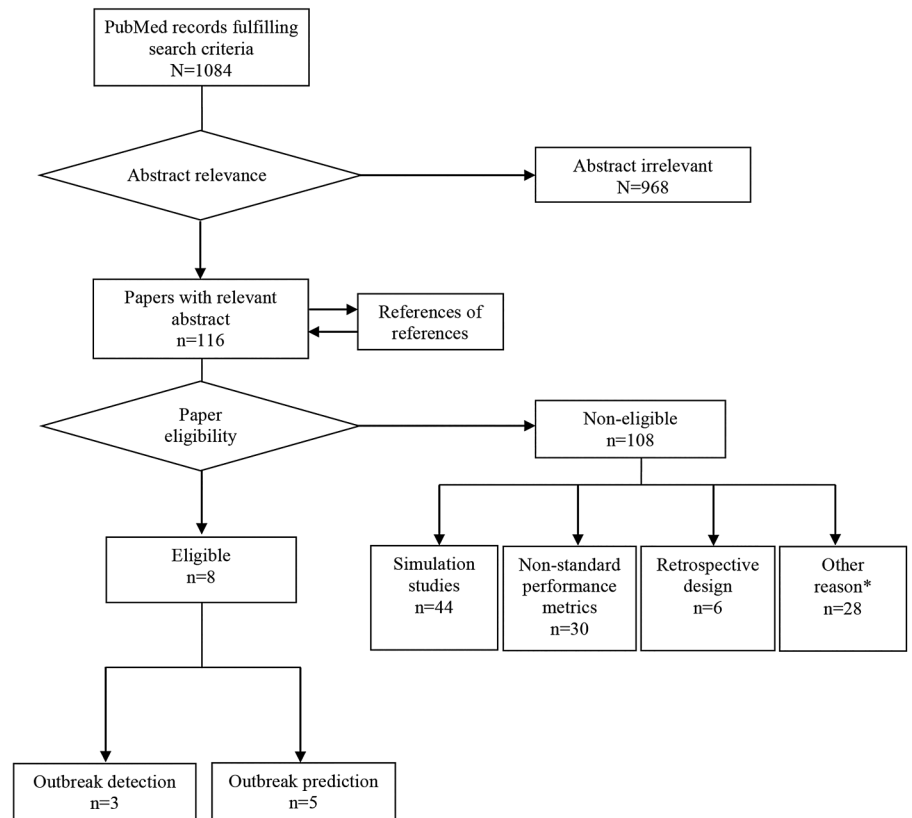 PubMed records fulfilling
search criteria
N=1084
Abstract relevance
Abstract irrelevant
N=968
Papers with relevant
abstract
n=116
References of
references
Paper
eligibility
Non-eligible
n=108
Eligible
n=8
Simulation
studies
n=44
Non-standard
performance
metrics
n=30
Retrospective
design
n=6
Other
reason*
n=28
Outbreak detection
n=3
Outbreak prediction
n=5